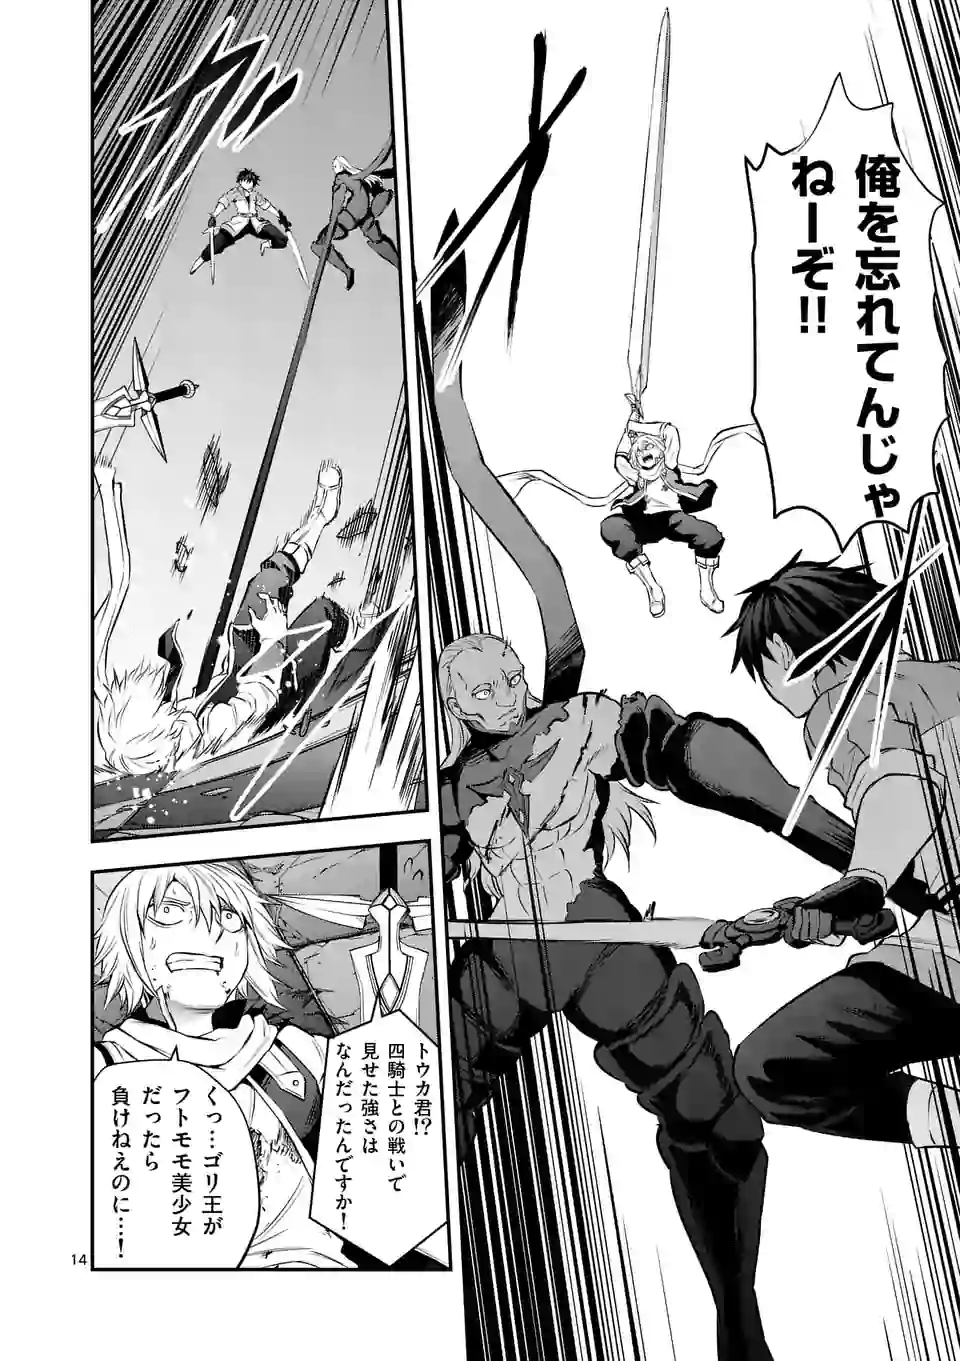 俺を忘れてんじゃ
ねーぞ!!
トウカ君!?
四騎士との戦いで
見せた強さは
なんだったんですか!
くっ…ゴリ王が
フトモモ美少女
だったら
負けねえのに…!
14